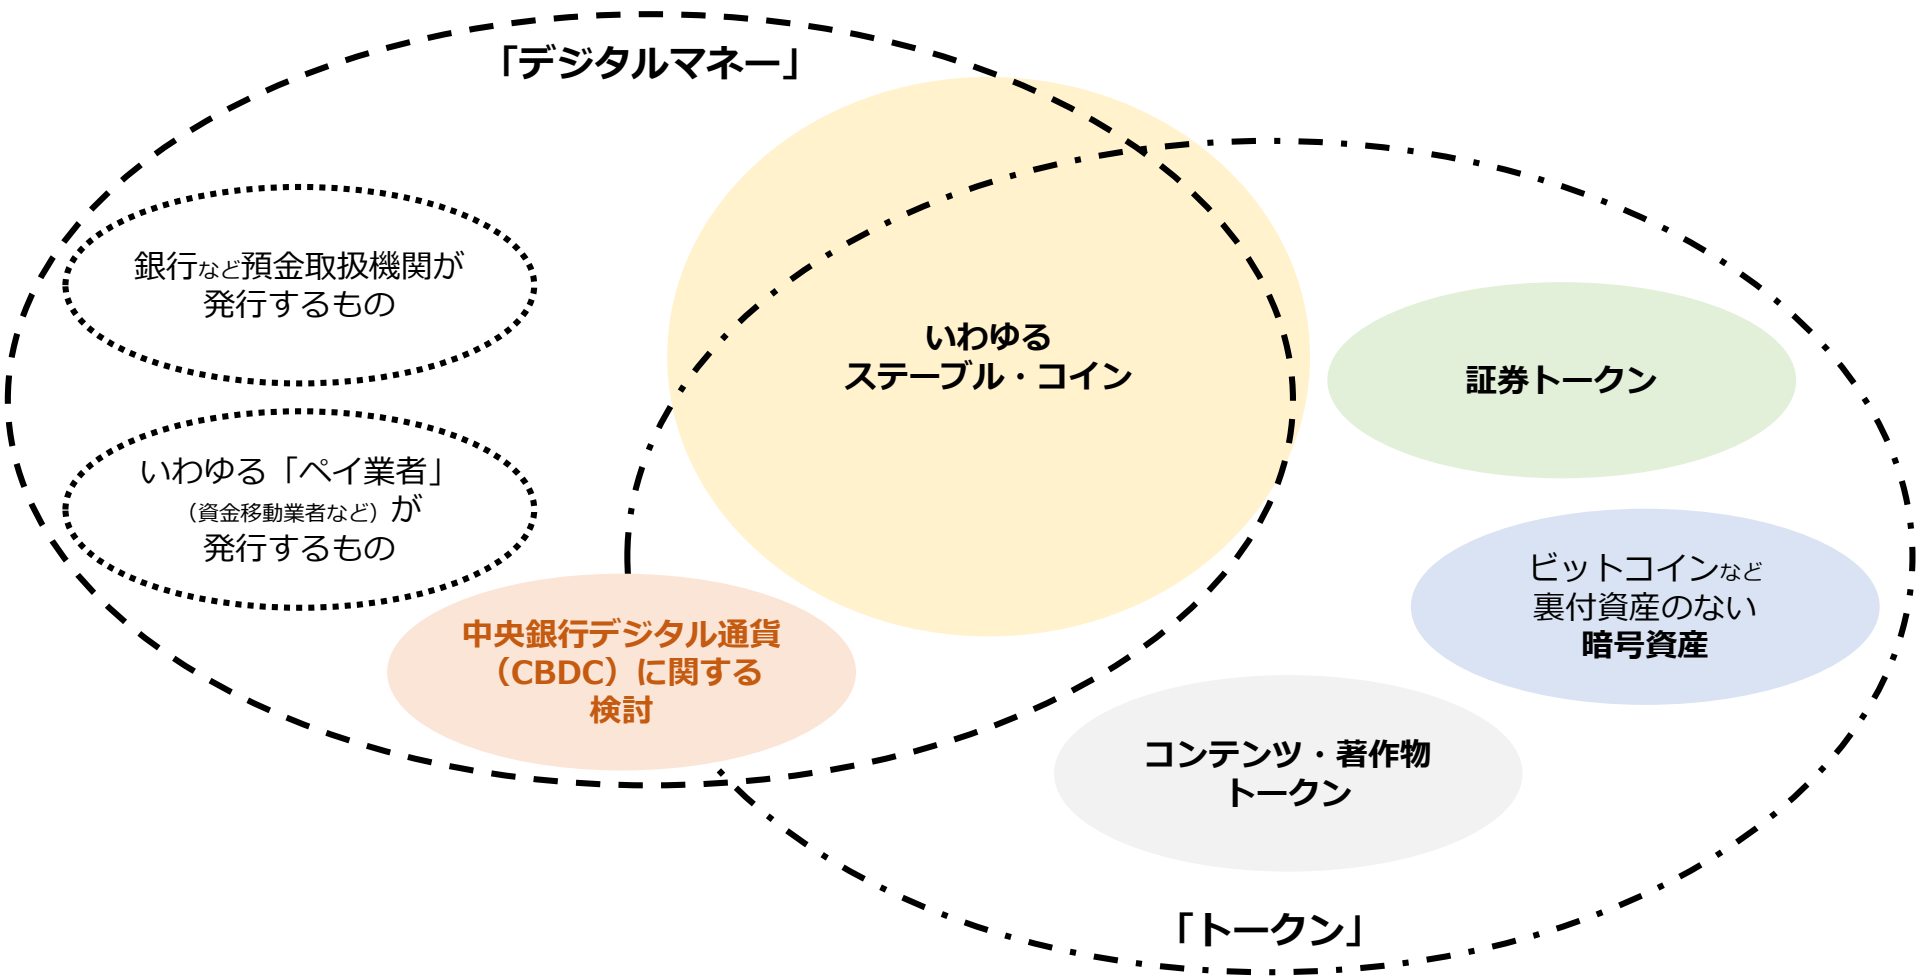 「デジタルマネー」
銀行など預金取扱機関が
発行するもの
いわゆる「ペイ業者」
（資金移動業者など）が
発行するもの
中央銀行デジタル通貨
（CBDC）に関する
検討
いわゆる
ステーブル・コイン
証券トークン
ビットコインなど
裏付資産のない
暗号資産
コンテンツ・著作物
トークン
「トークン」